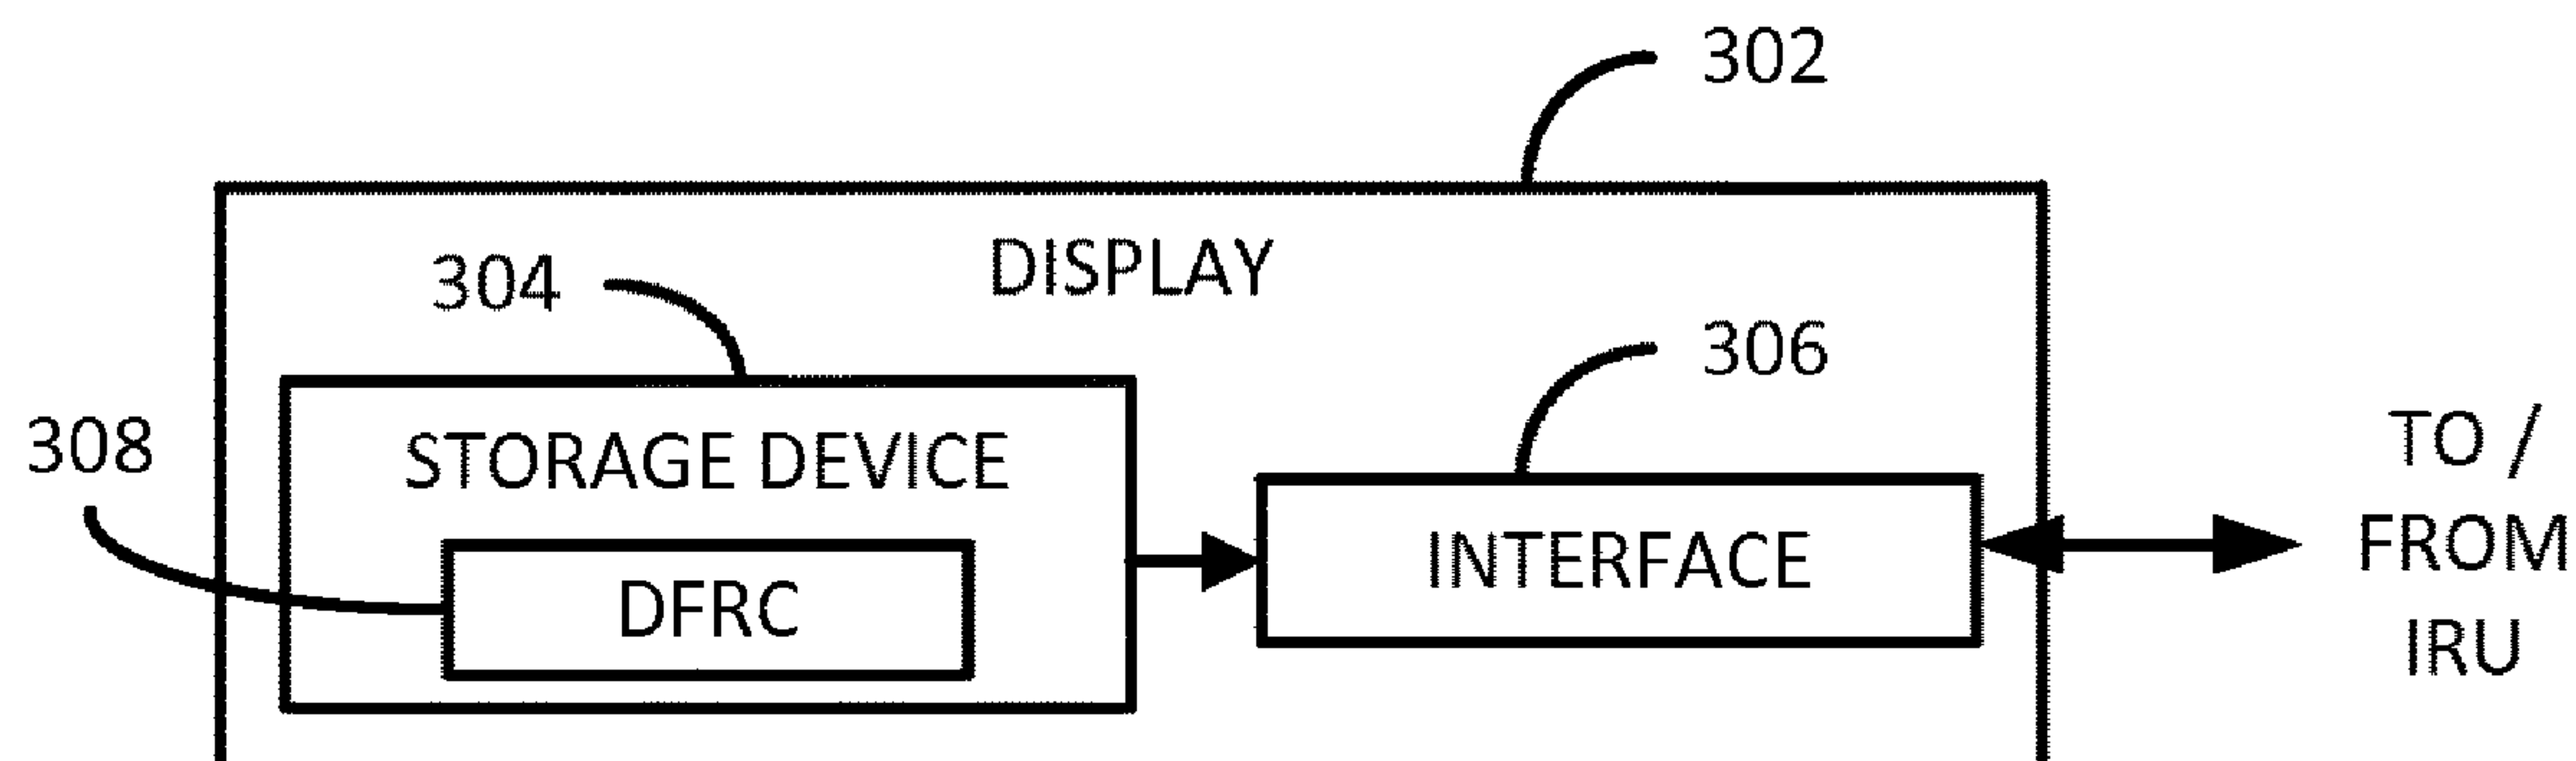 302
DISPLAY
304
306
308
STORAGE DEVICE
TO /
FROM
IRU
INTERFACE
DFRC